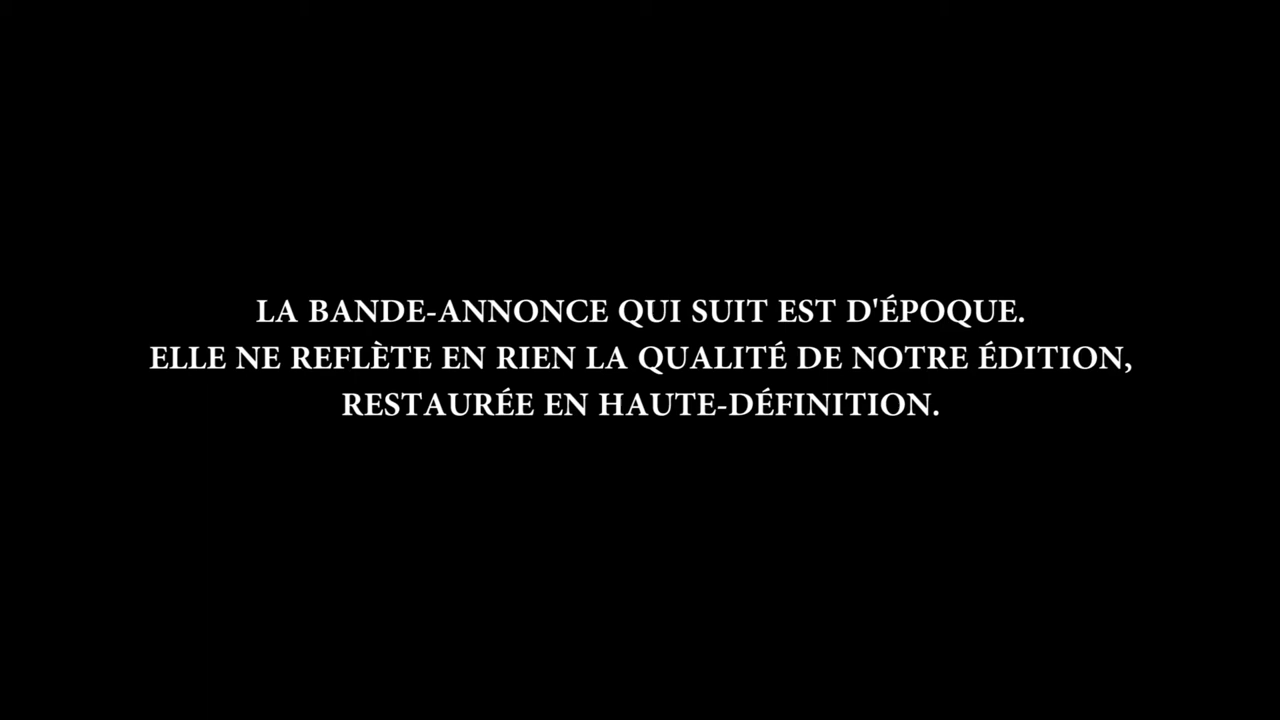 LA BANDE-ANNONCE QUI SUIT EST D'ÉPOQUE.
ELLE NE REFLÈTE EN RIEN LA QUALITÉ DE NOTRE ÉDITION,
RESTAURÉE EN HAUTE-DÉFINITION.